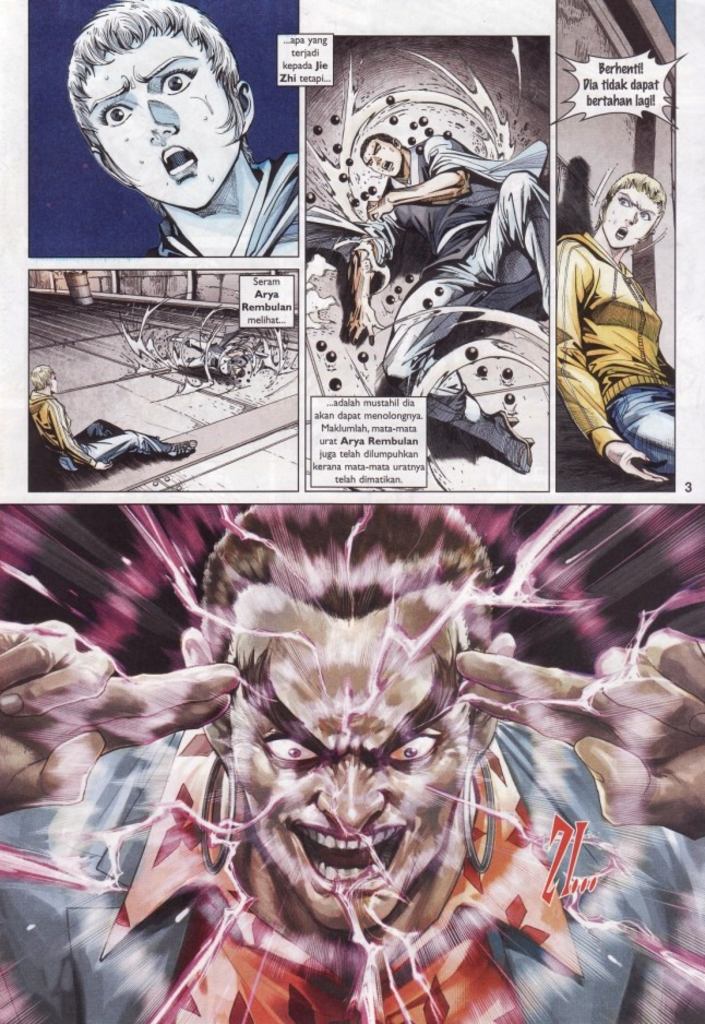 Seram
Arya
Rembulan
melihat...
...apa yang
terjadi
kepada Jie
Zhi tetapi...
...adalah mustahil dia
akan dapat menolongnya.
Maklumlah, mata-mata
urat Arya Rembulan
juga telah dilumpuhkan
kerana mata-mata uratnya
telah dimatikan.
Berhenti!
Dia tidak dapat
bertahan lagi!
3
Z!...